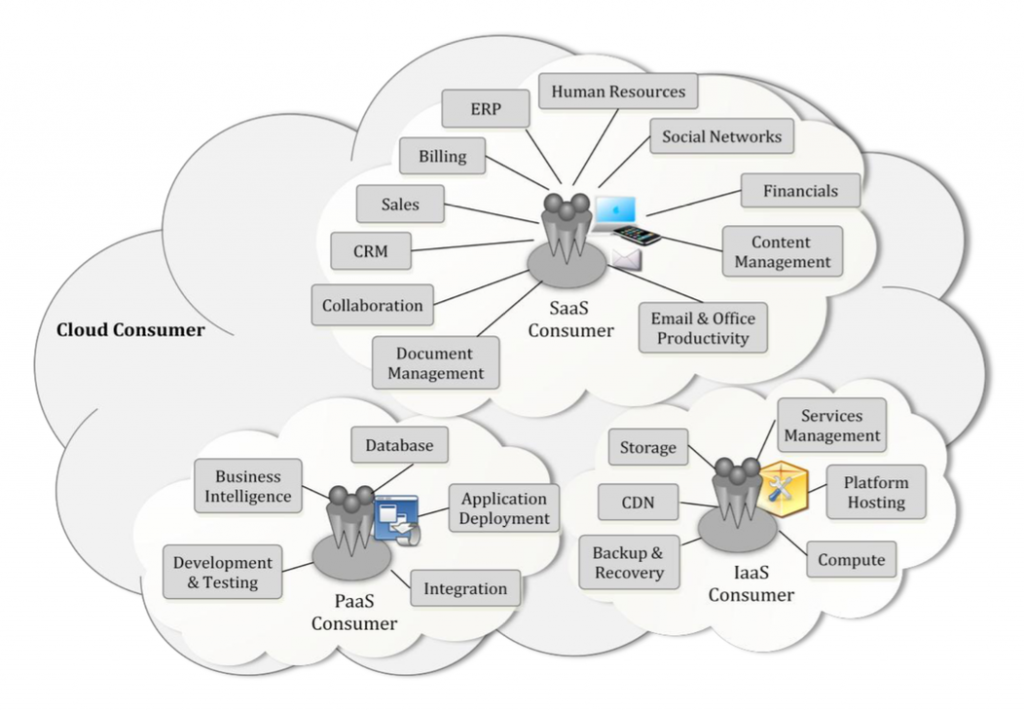 Human Resources
ERP
Social Networks
Billing
Financials
Sales
Content
Management
CRM
Collaboration
SaaS
Consumer
Email & Office
Productivity
Document
Management
Cloud Consumer
Database
Business
Intelligence
Application
Deployment
Development
& Testing
Integration
PaaS
Consumer
Services
Management
Storage
Platform
Hosting
CDN
Backup &
Recovery
Compute
IaaS
Consumer